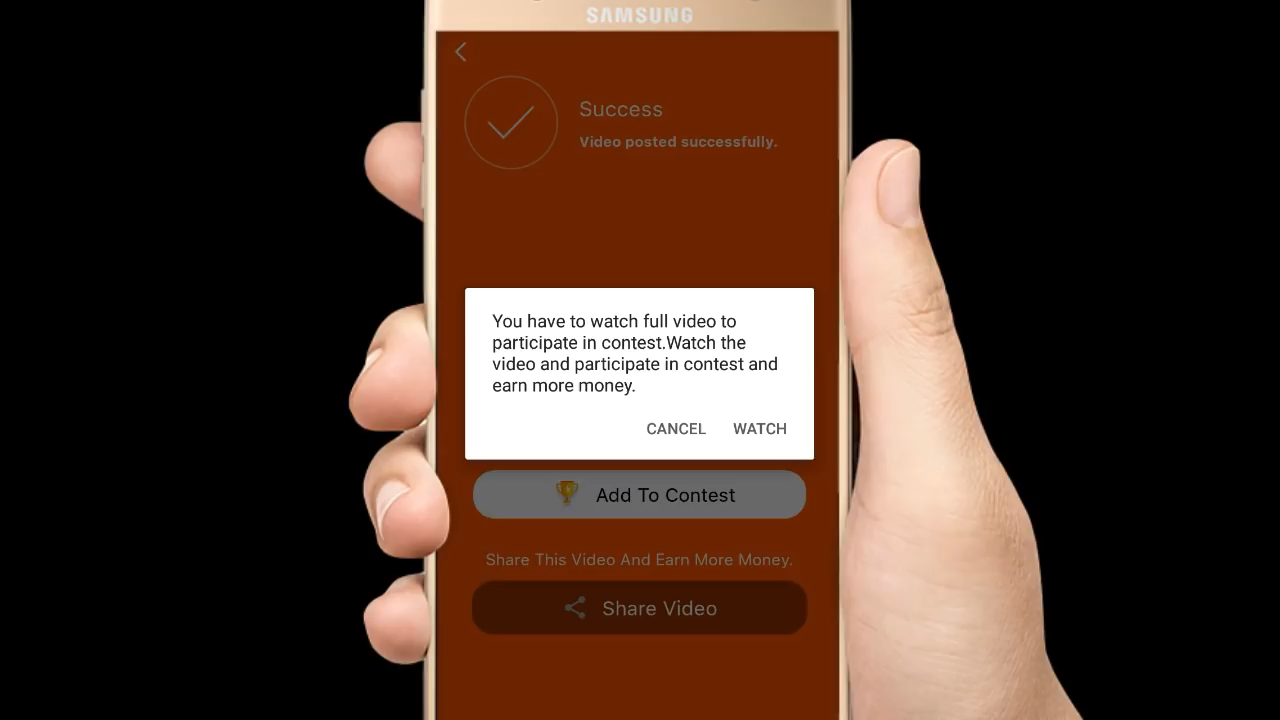 SAMSUNG
Success
Video posted successfully.
You have to watch full video to
participate in contest.Watch the
video and participate in contest and
earn more money.
CANCEL WATCH
Add To Contest
Share This Video And Earn More Money.
Share Video